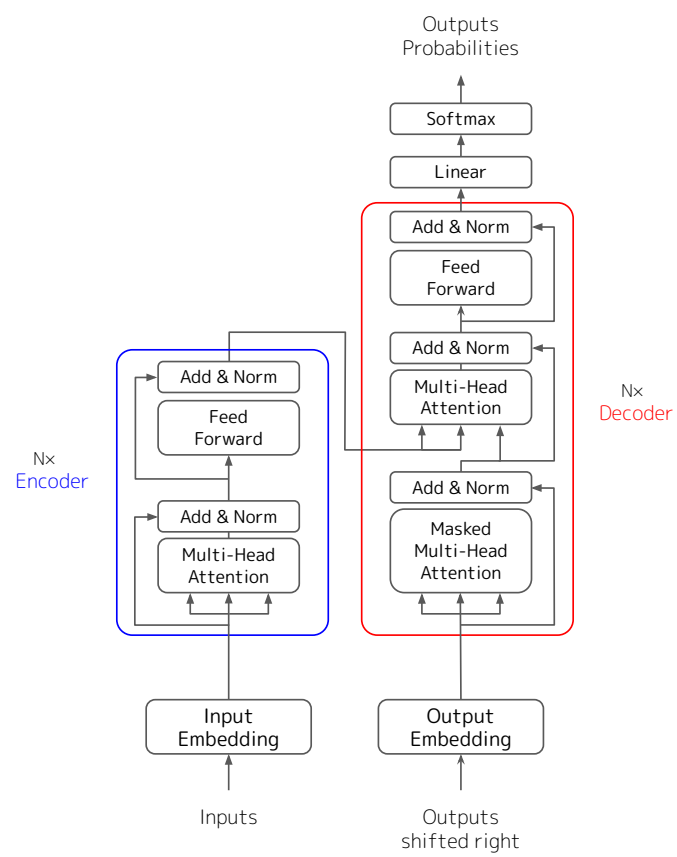 Outputs
Probabilities
Softmax
Linear
Add & Norm
Feed
Forward
Add & Norm
Multi-Head
Attention
Add & Norm
Masked
Multi-Head
Attention
N×
Decoder
Add & Norm
Feed
Forward
Add & Norm
Multi-Head
Attention
N×
Encoder
Input
Embedding
Output
Embedding
Inputs
Outputs
shifted right